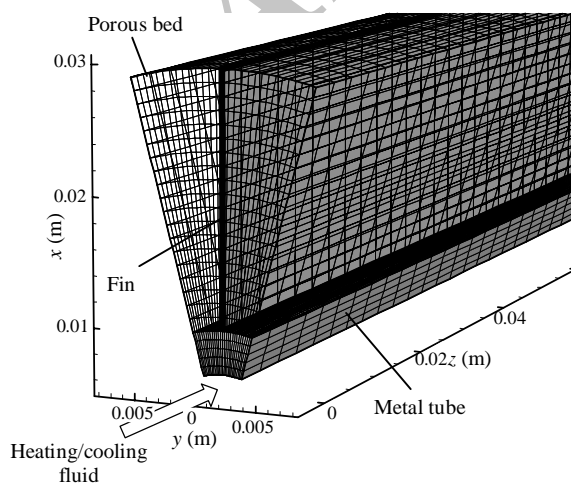 Porous bed
0.03
0.02
x (m)
Fin
0.01
0.04
0.02
z (m)
0
Metal tube
0.005
0
0.005
y (m)
Heating/cooling
fluid